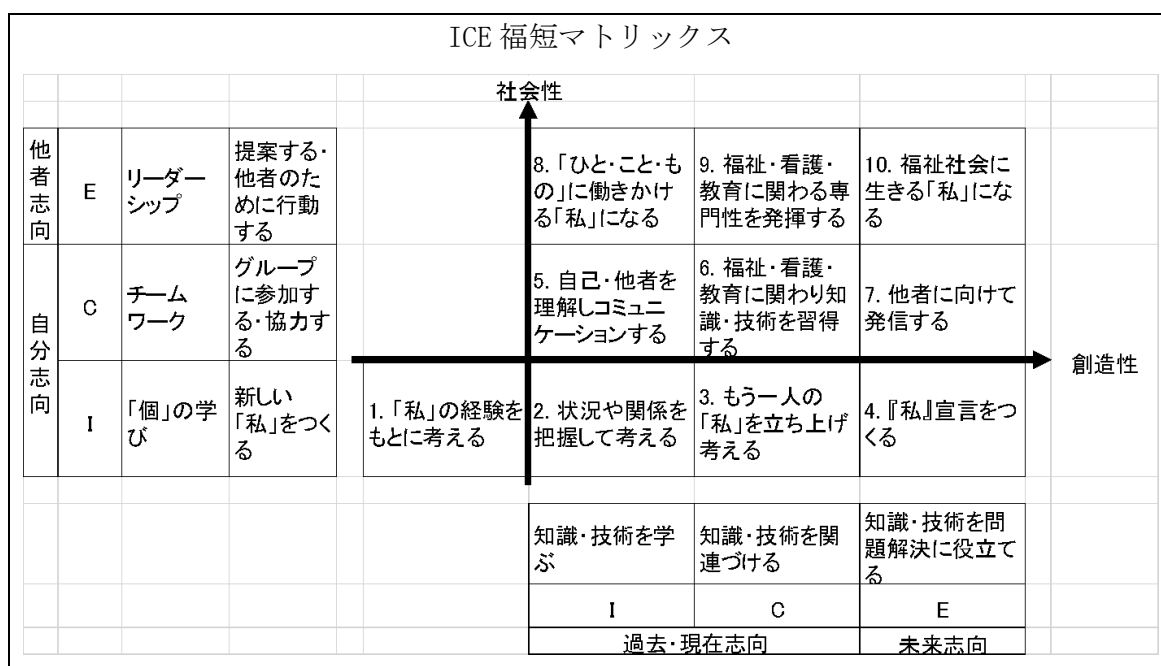 ICE 福短マトリックス
社会性
他者志向
E
リーダーシップ
提案する・
他者のた
めに行動
する
8. 「ひと・こと・も
の」に働きかけ
る「私」になる
9. 福祉・看護・
教育に関わる専
門性を発揮する
10. 福祉社会に
生きる「私」にな
る
自分志向
C
チーム
ワーク
グループ
に参加す
る・協力す
る
5. 自己・他者を
理解しコミュニ
ケーションする
6. 福祉・看護・
教育に関わり知
識・技術を習得
する
7. 他者に向けて
発信する
創造性
I
「個」の学
び
新しい
「私」をつく
る
1. 「私」の経験を
もとに考える
2. 状況や関係を
把握して考える
3. もう一人の
「私」を立ち上げ
考える
4. 『私』宣言をつ
くる
知識・技術を学
ぶ
知識・技術を関
連づける
知識・技術を問
題解決に役立て
る
I
C
E
過去・現在志向
未来志向